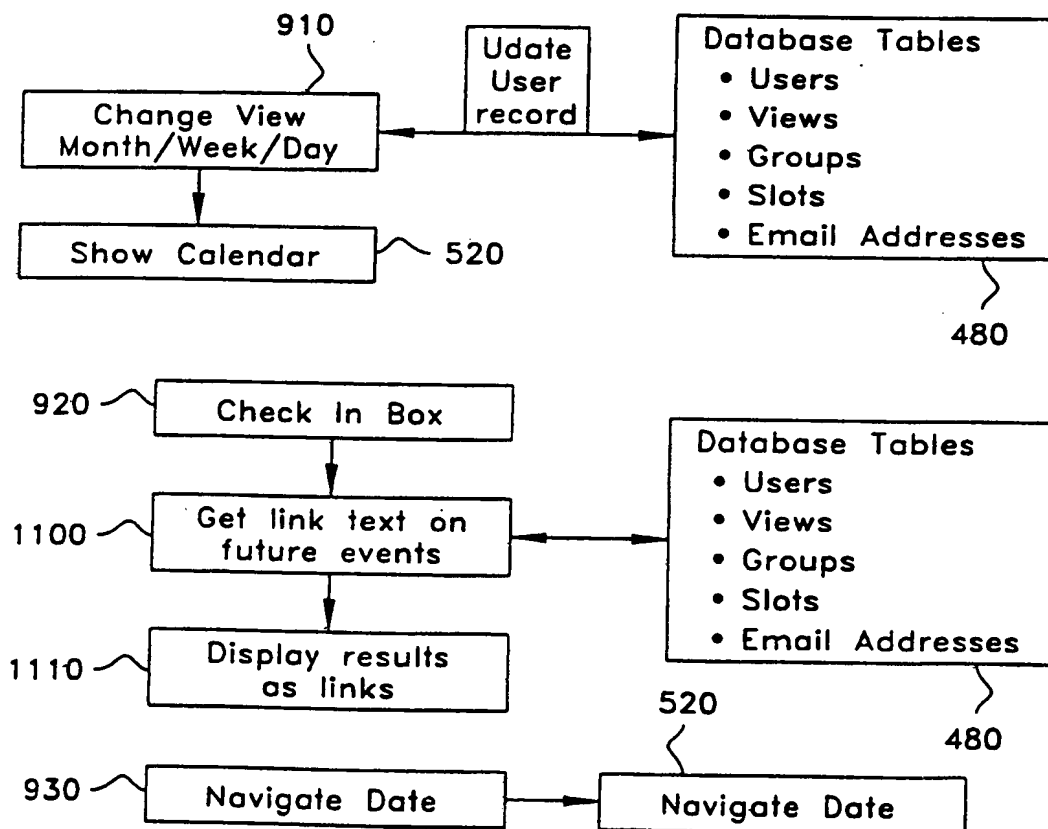 910
Udate
User
record
Database Tables
• Users
• Views
• Groups
• Slots
• Email Addresses
Change View
Month/Week/Day
Show Calendar
520
480
920
Check In Box
Database Tables
• Users
• Views
• Groups
• Slots
• Email Addresses
1100
Get link text on
future events
1110
Display results
as links
520
480
930
Navigate Date
Navigate Date